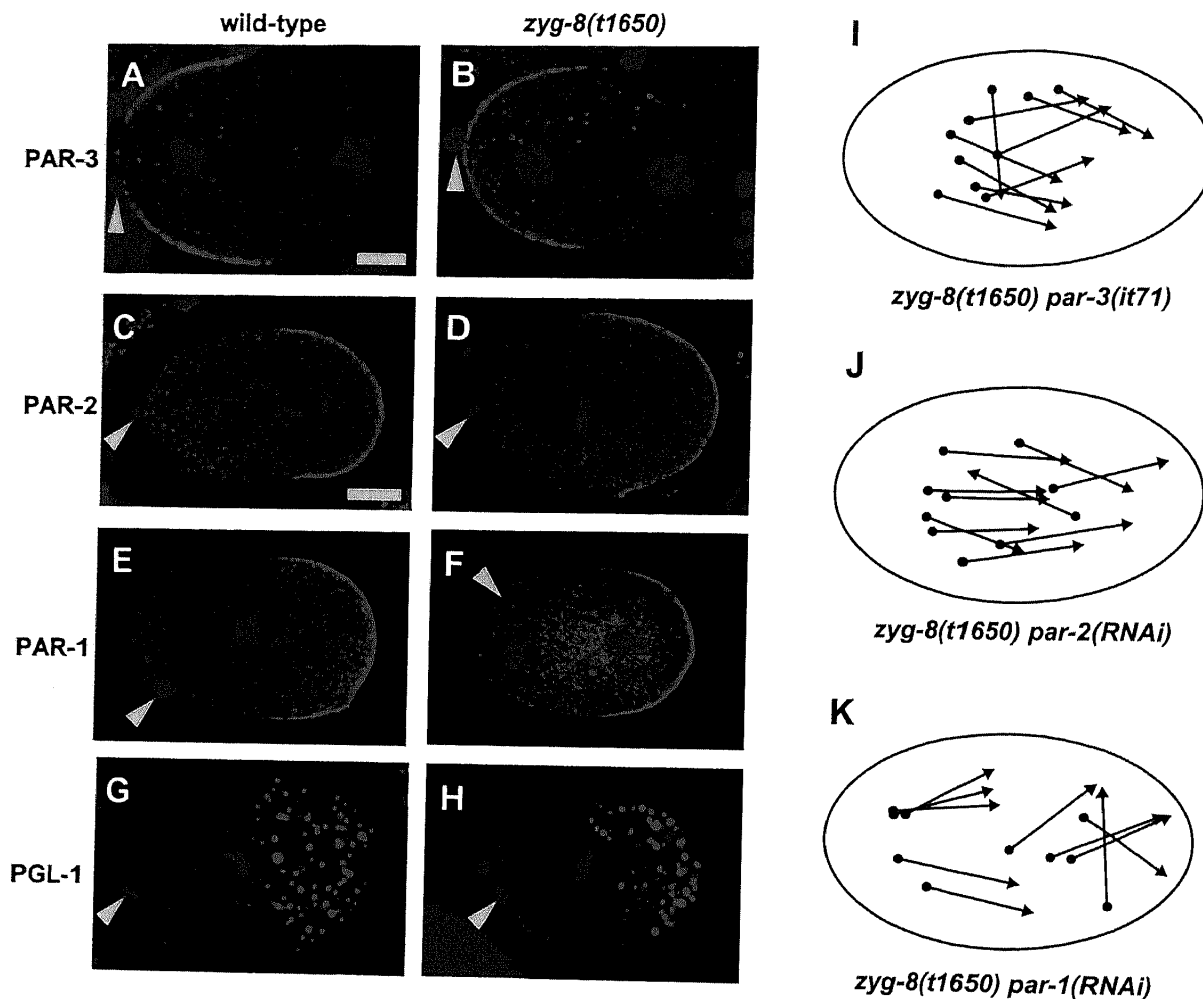 wild-type
zyg-8(t1650)
PAR-3
A
B
PAR-2
C
D
PAR-1
E
F
PGL-1
G
H
I
zyg-8(t1650) par-3(it71)
J
zyg-8(t1650) par-2(RNAi)
K
zyg-8(t1650) par-1(RNAi)